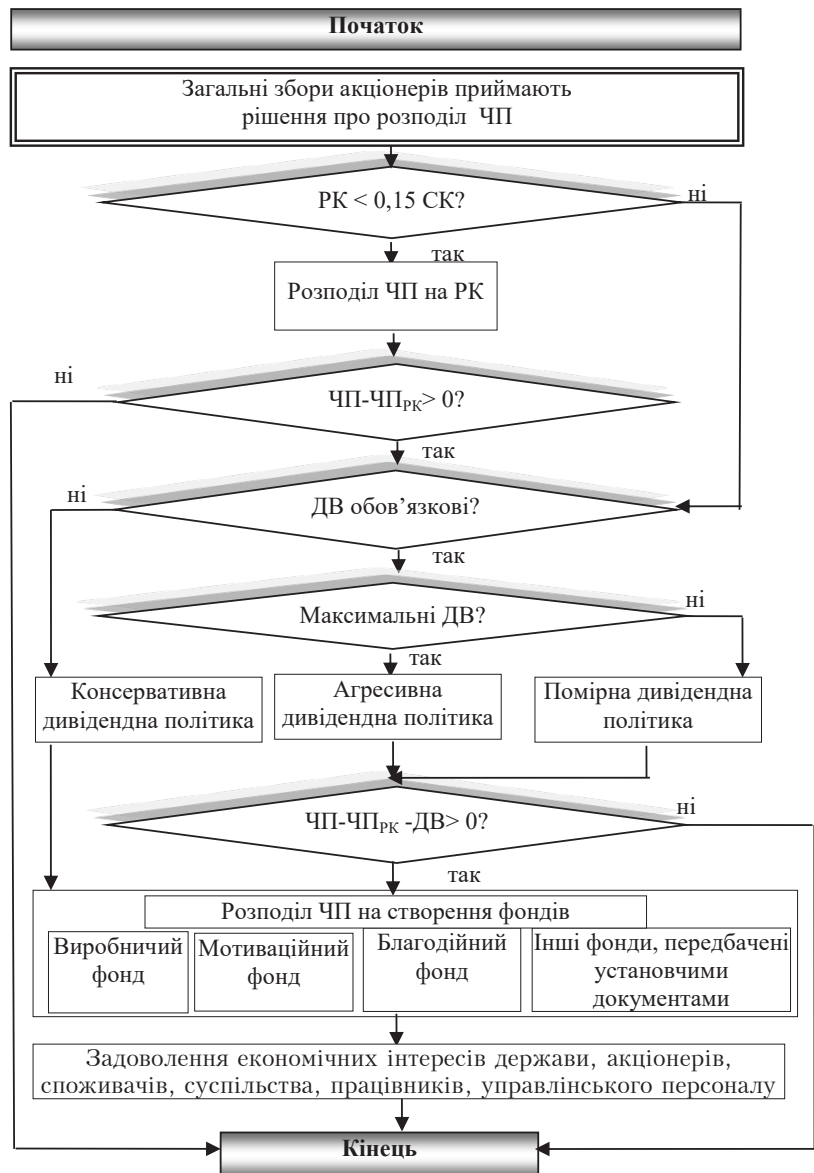 Початок
Загальні збори акціонерів приймають
рішення про розподіл ЧП
РК < 0,15 СК?
ні
так
Розподіл ЧП на РК
ні
ЧП-ЧПРК> 0?
так
ні
ДВ обов’язкові?
так
Максимальні ДВ?
ні
так
Консервативна
дивідендна політика
Агресивна
дивідендна політика
Помірна дивідендна
політика
ЧП-ЧПРК -ДВ> 0?
ні
так
Розподіл ЧП на створення фондів
Виробничий
фонд
Мотиваційний
фонд
Благодійний
фонд
Інші фонди, передбачені
установчими
документами
Задоволення економічних інтересів держави, акціонерів,
споживачів, суспільства, працівників, управлінського персоналу
Кінець